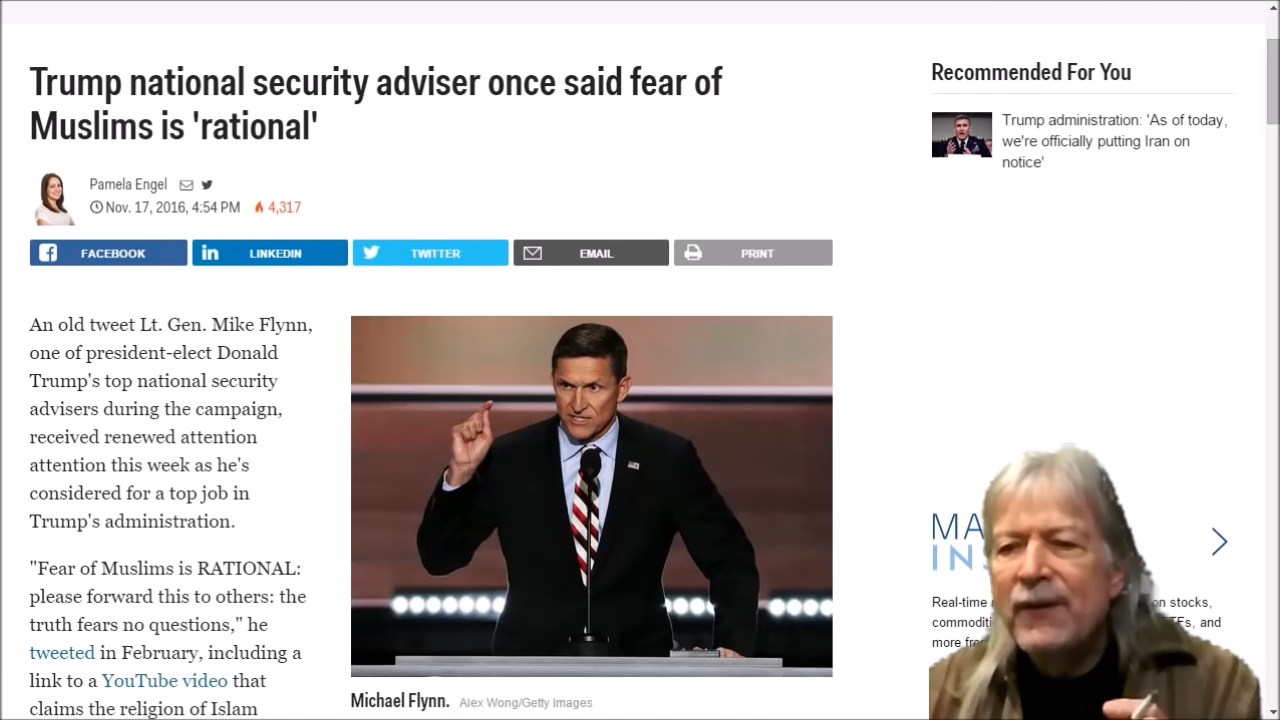 Trump national security adviser once said fear of
Muslims is 'rational'
Pamela Engel
Nov. 17, 2016, 4:54 PM 4,317
FACEBOOK
LINKEDIN
TWITTER
EMAIL
PRINT
An old tweet Lt. Gen. Mike Flynn,
one of president-elect Donald
Trump's top national security
advisers during the campaign,
received renewed attention
attention this week as he's
considered for a top job in
Trump's administration.
"Fear of Muslims is RATIONAL:
please forward this to others: the
truth fears no questions," he
tweeted in February, including a
link to a YouTube video that
claims the religion of Islam
Michael Flynn. Alex Wong/Getty Images
Recommended For You
Trump administration: 'As of today,
we're officially putting Iran on
notice'
MA
INS
Real-time on stocks,
and
more